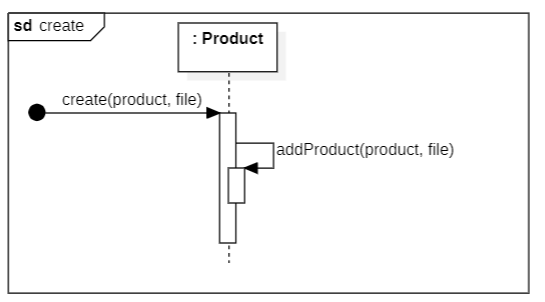 sd create
: Product
create(product, file)
addProduct(product, file)